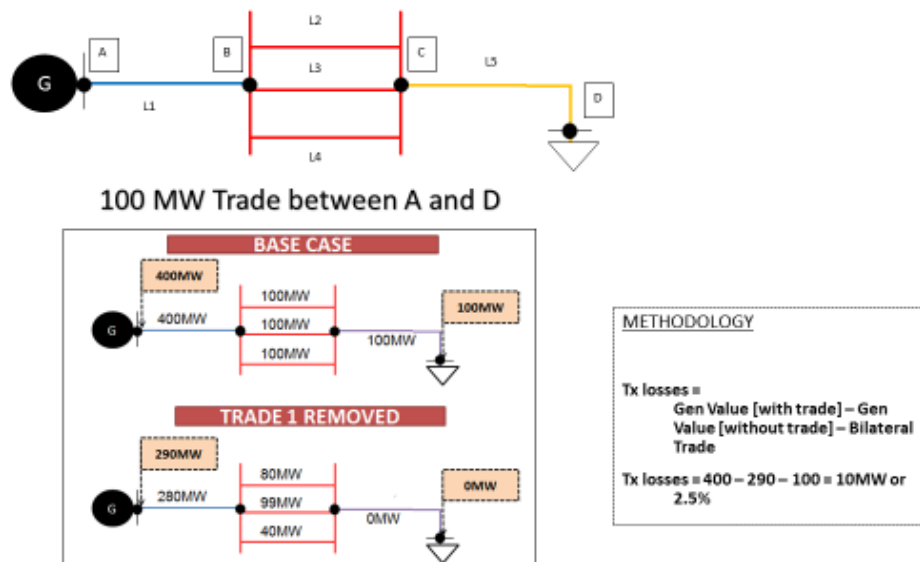 L2
A
B
C
L3
L5
G
D
L1
L4
100 MW Trade between A and D
BASE CASE
400MW
100MW
100MW
400MW
100MW
G
100MW
100MW
METHODOLOGY
Tx losses =
Gen Value [with trade] – Gen
Value [without trade] – Bilateral
Trade
Tx losses = 400 – 290 – 100 = 10MW or
2.5%
TRADE 1 REMOVED
290MW
80MW
0MW
280MW
99MW
G
0MW
40MW